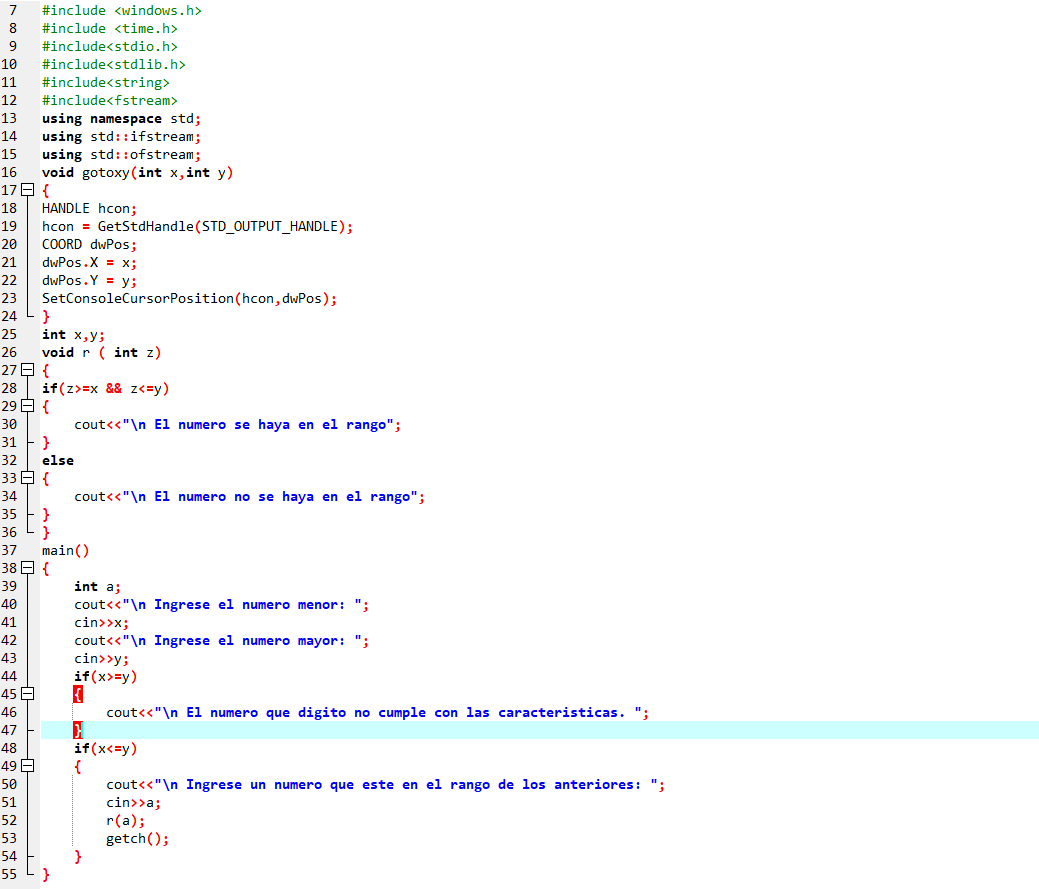 7 #include <windows.h>
8 #include <time.h>
9 #include<stdio.h>
10 #include<stdlib.h>
11 #include<string>
12 #include<fstream>
13 using namespace std;
14 using std::ifstream;
15 using std::ofstream;
16 void gotoxy(int x,int y)
17 {
18 HANDLE hcon;
19 hcon = GetStdHandle(STD_OUTPUT_HANDLE);
20 COORD dwPos;
21 dwPos.X = x;
22 dwPos.Y = y;
23 SetConsoleCursorPosition(hcon,dwPos);
24 }
25 int x,y;
26 void r ( int z)
27 {
28 if(z>=x && z<=y)
29 {
30     cout<<"\n El numero se haya en el rango";
31 }
32 else
33 {
34     cout<<"\n El numero no se haya en el rango";
35 }
36 }
37 main()
38 {
39     int a;
40     cout<<"\n Ingrese el numero menor: ";
41     cin>>x;
42     cout<<"\n Ingrese el numero mayor: ";
43     cin>>y;
44     if(x>=y)
45     {
46         cout<<"\n El numero que digito no cumple con las caracteristicas. ";
47     }
48     if(x<=y)
49     {
50         cout<<"\n Ingrese un numero que este en el rango de los anteriores: ";
51         cin>>a;
52         r(a);
53         getch();
54     }
55 }